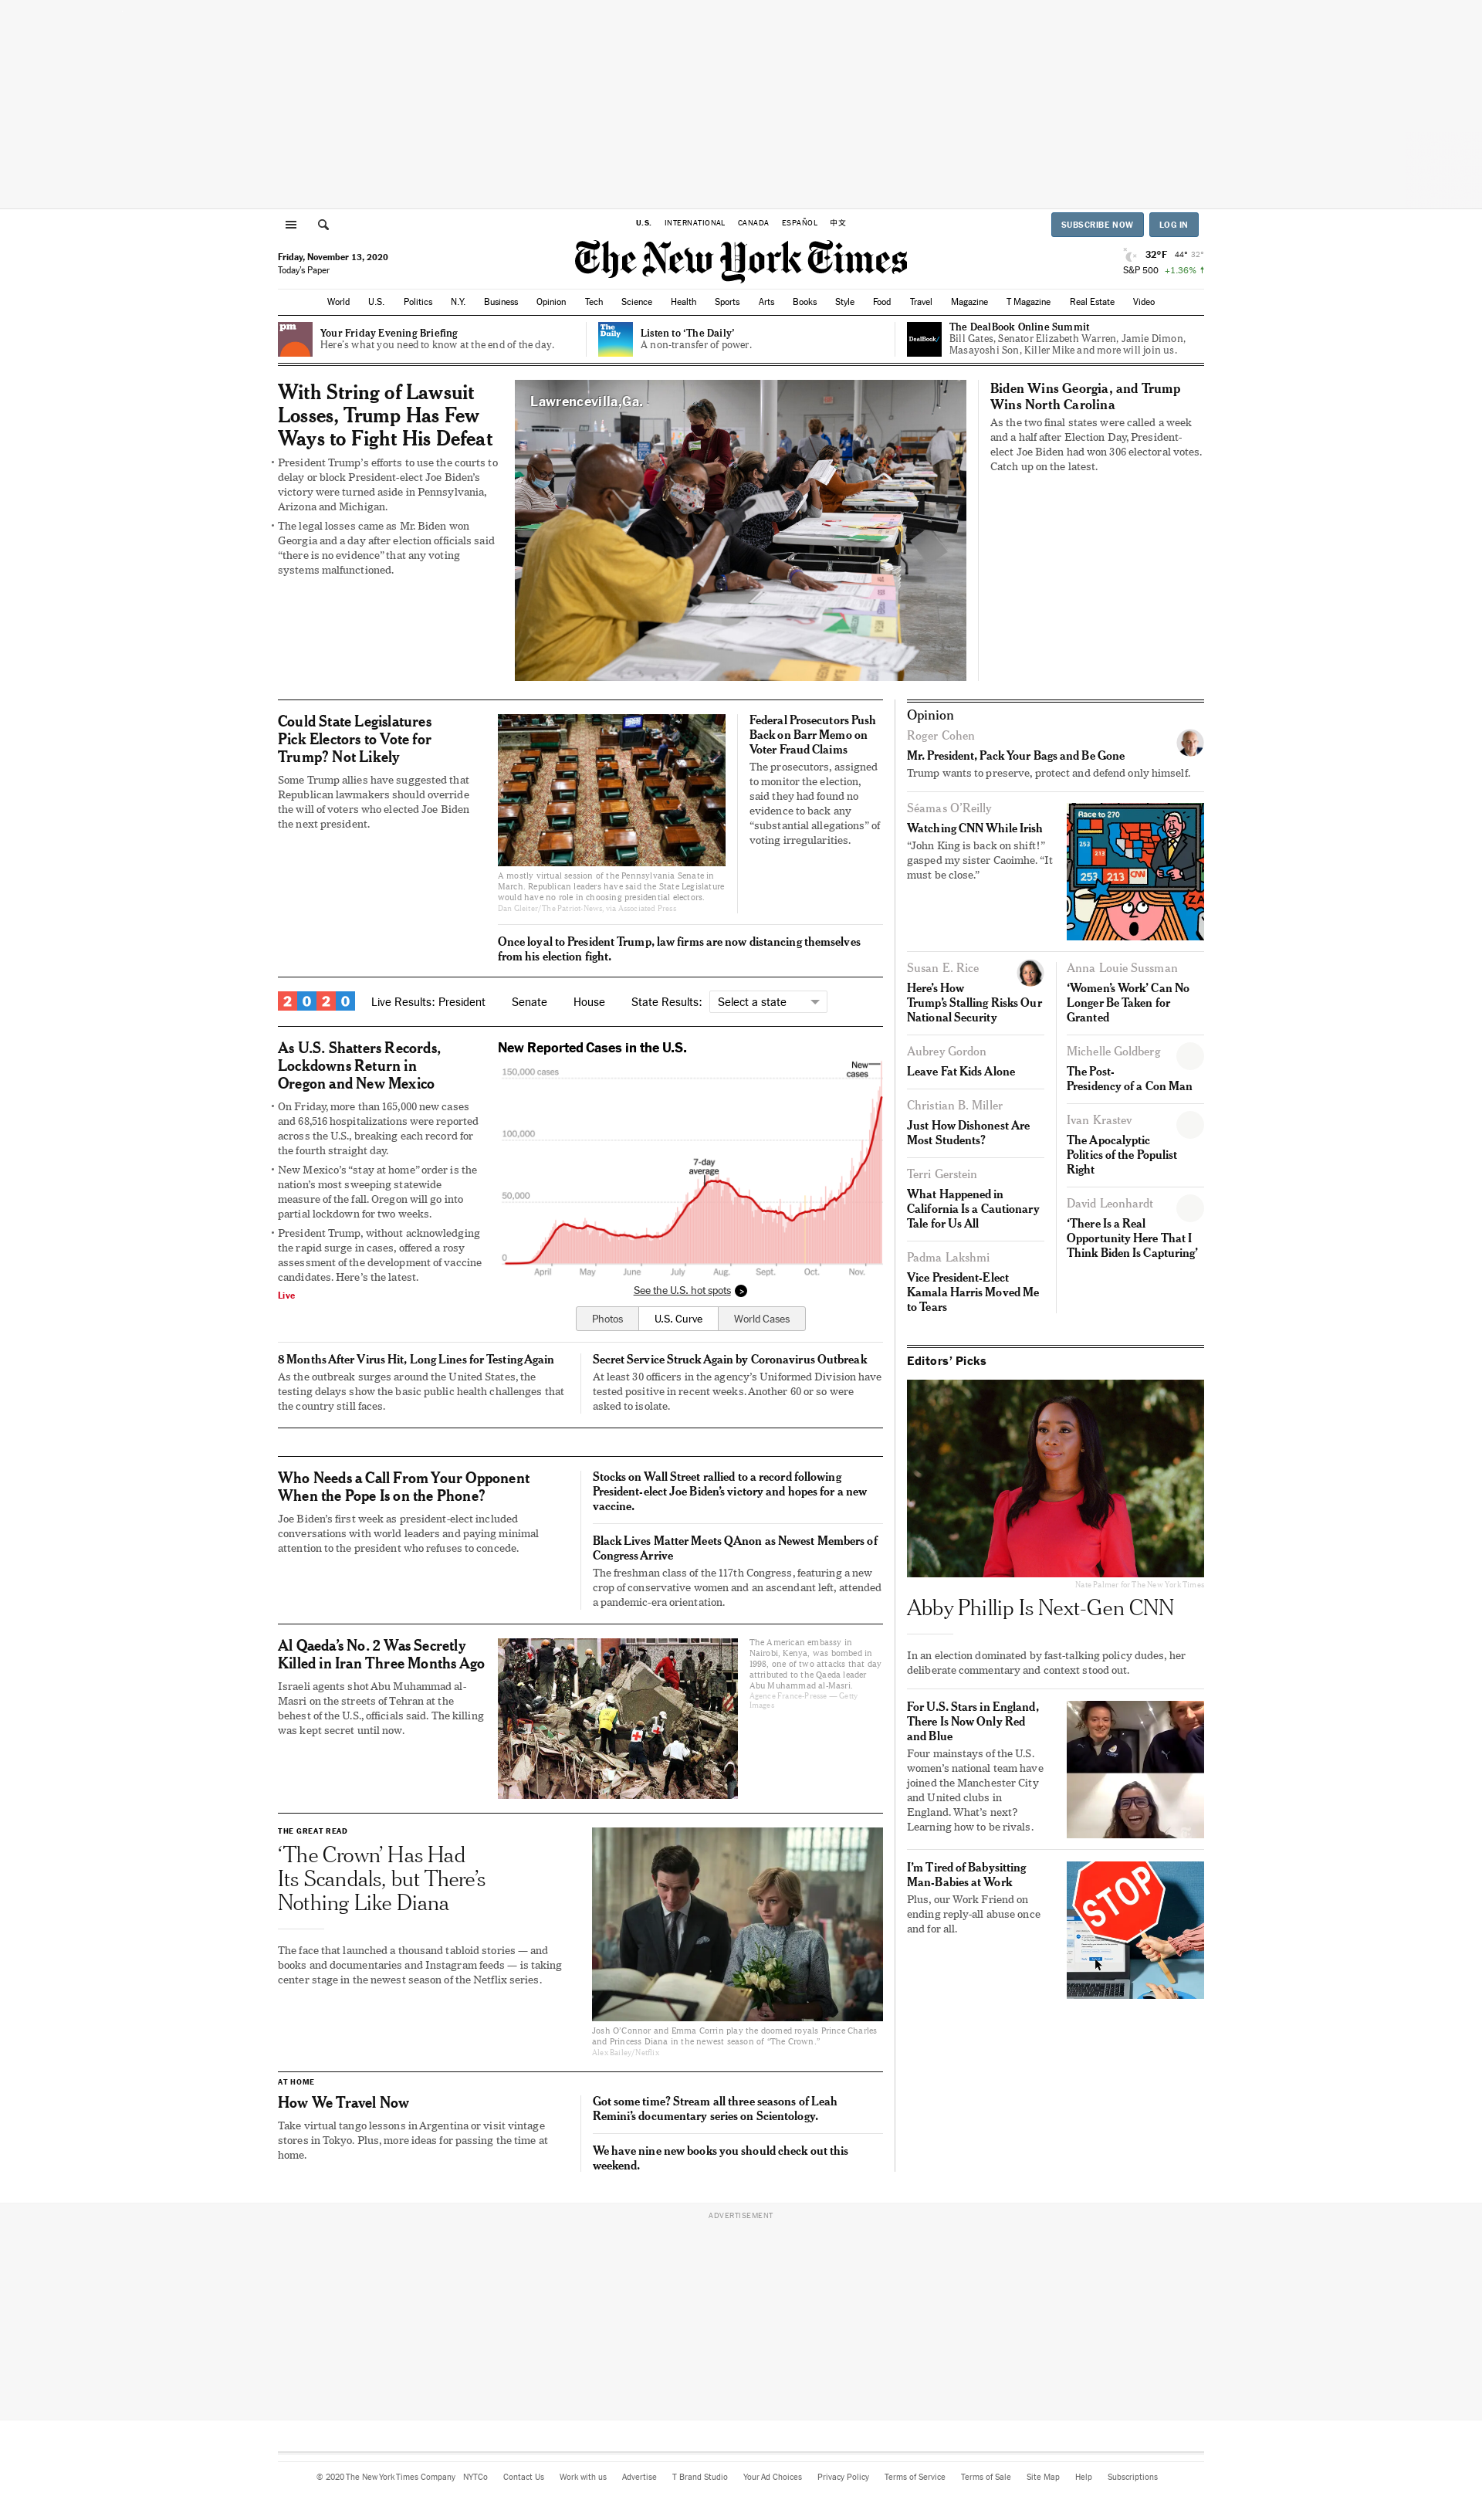 U.S. INTERNATIONAL CANADA ESPAÑOL 中文
SUBSCRIBE NOW LOG IN
Friday, November 13, 2020
Today's Paper
The New York Times
32°F 44° 32°
S&P 500 +1.36% ↑
World U.S. Politics N.Y. Business Opinion Tech Science Health Sports Arts Books Style Food Travel Magazine T Magazine Real Estate Video
pm
Your Friday Evening Briefing
Here's what you need to know at the end of the day.
The
Daily
Listen to ‘The Daily’
A non-transfer of power.
DealBook/
The DealBook Online Summit
Bill Gates, Senator Elizabeth Warren, Jamie Dimon,
Masayoshi Son, Killer Mike and more will join us.
With String of Lawsuit
Losses, Trump Has Few
Ways to Fight His Defeat
• President Trump's efforts to use the courts to
delay or block President-elect Joe Biden's
victory were turned aside in Pennsylvania,
Arizona and Michigan.
• The legal losses came as Mr. Biden won
Georgia and a day after election officials said
“there is no evidence” that any voting
systems malfunctioned.
Lawrencevilla,Ga.
Biden Wins Georgia, and Trump
Wins North Carolina
As the two final states were called a week
and a half after Election Day, President-
elect Joe Biden had won 306 electoral votes.
Catch up on the latest.
Could State Legislatures
Pick Electors to Vote for
Trump? Not Likely
Some Trump allies have suggested that
Republican lawmakers should override
the will of voters who elected Joe Biden
the next president.
A mostly virtual session of the Pennsylvania Senate in
March. Republican leaders have said the State Legislature
would have no role in choosing presidential electors.
Dan Gleiter/The Patriot-News, via Associated Press
Federal Prosecutors Push
Back on Barr Memo on
Voter Fraud Claims
The prosecutors, assigned
to monitor the election,
said they had found no
evidence to back any
“substantial allegations” of
voting irregularities.
Once loyal to President Trump, law firms are now distancing themselves
from his election fight.
2020 Live Results: President Senate House State Results: Select a state
As U.S. Shatters Records,
Lockdowns Return in
Oregon and New Mexico
• On Friday, more than 165,000 new cases
and 68,516 hospitalizations were reported
across the U.S., breaking each record for
the fourth straight day.
• New Mexico's “stay at home” order is the
nation's most sweeping statewide
measure of the fall. Oregon will go into
partial lockdown for two weeks.
• President Trump, without acknowledging
the rapid surge in cases, offered a rosy
assessment of the development of vaccine
candidates. Here's the latest.
Live
New Reported Cases in the U.S.
150,000 cases
New
cases
100,000
7-day
average
50,000
0
April May June July Aug. Sept. Oct. Nov.
See the U.S. hot spots >
Photos U.S. Curve World Cases
8 Months After Virus Hit, Long Lines for Testing Again
As the outbreak surges around the United States, the
testing delays show the basic public health challenges that
the country still faces.
Secret Service Struck Again by Coronavirus Outbreak
At least 30 officers in the agency's Uniformed Division have
tested positive in recent weeks. Another 60 or so were
asked to isolate.
Who Needs a Call From Your Opponent
When the Pope Is on the Phone?
Joe Biden's first week as president-elect included
conversations with world leaders and paying minimal
attention to the president who refuses to concede.
Stocks on Wall Street rallied to a record following
President-elect Joe Biden's victory and hopes for a new
vaccine.
Black Lives Matter Meets QAnon as Newest Members of
Congress Arrive
The freshman class of the 117th Congress, featuring a new
crop of conservative women and an ascendant left, attended
a pandemic-era orientation.
Al Qaeda's No. 2 Was Secretly
Killed in Iran Three Months Ago
Israeli agents shot Abu Muhammad al-
Masri on the streets of Tehran at the
behest of the U.S., officials said. The killing
was kept secret until now.
The American embassy in
Nairobi, Kenya, was bombed in
1998, one of two attacks that day
attributed to the Qaeda leader
Abu Muhammad al-Masri.
Agence France-Presse — Getty
Images
THE GREAT READ
‘The Crown’ Has Had
Its Scandals, but There's
Nothing Like Diana
The face that launched a thousand tabloid stories — and
books and documentaries and Instagram feeds — is taking
center stage in the newest season of the Netflix series.
Josh O'Connor and Emma Corrin play the doomed royals Prince Charles
and Princess Diana in the newest season of “The Crown.”
Alex Bailey/Netflix
AT HOME
How We Travel Now
Take virtual tango lessons in Argentina or visit vintage
stores in Tokyo. Plus, more ideas for passing the time at
home.
Got some time? Stream all three seasons of Leah
Remini's documentary series on Scientology.
We have nine new books you should check out this
weekend.
Opinion
Roger Cohen
Mr. President, Pack Your Bags and Be Gone
Trump wants to preserve, protect and defend only himself.
Séamas O'Reilly
Watching CNN While Irish
“John King is back on shift!”
gasped my sister Caoimhe. “It
must be close.”
Race to 270
253
213
253 213 CNN
ZA
Susan E. Rice
Here's How
Trump's Stalling Risks Our
National Security
Aubrey Gordon
Leave Fat Kids Alone
Christian B. Miller
Just How Dishonest Are
Most Students?
Terri Gerstein
What Happened in
California Is a Cautionary
Tale for Us All
Padma Lakshmi
Vice President-Elect
Kamala Harris Moved Me
to Tears
Anna Louie Sussman
‘Women's Work’ Can No
Longer Be Taken for
Granted
Michelle Goldberg
The Post-
Presidency of a Con Man
Ivan Krastev
The Apocalyptic
Politics of the Populist
Right
David Leonhardt
‘There Is a Real
Opportunity Here That I
Think Biden Is Capturing’
Editors' Picks
Nate Palmer for The New York Times
Abby Phillip Is Next-Gen CNN
In an election dominated by fast-talking policy dudes, her
deliberate commentary and context stood out.
For U.S. Stars in England,
There Is Now Only Red
and Blue
Four mainstays of the U.S.
women's national team have
joined the Manchester City
and United clubs in
England. What's next?
Learning how to be rivals.
I'm Tired of Babysitting
Man-Babies at Work
Plus, our Work Friend on
ending reply-all abuse once
and for all.
STOP
ADVERTISEMENT
© 2020 The New York Times Company NYTCo Contact Us Work with us Advertise T Brand Studio Your Ad Choices Privacy Policy Terms of Service Terms of Sale Site Map Help Subscriptions